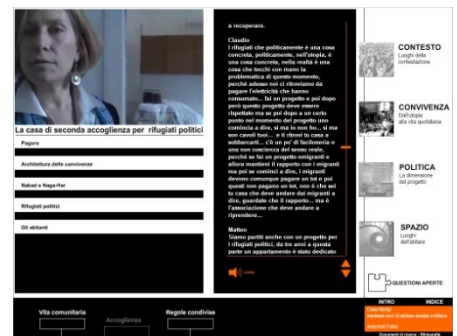 La casa di seconda accoglienza per rifugiati politici
Pagoro
Architettura delle convivenze
Nabad e Naga-Har
Rifugiati politici
Gli abitanti
a recuperare.
Claudio
I rifugiati che politicamente è una cosa
concreta, politicamente, nell'utopia, è
una cosa concreta, nella realtà è una
cosa che tocchi con mano la
problematica di questo momento,
perché adesso noi ci ritroviamo da
pagare l'elettricità che hanno
consumato... fai un progetto e poi dopo
però questo progetto deve essere
rispettato ma se poi dopo a un certo
punto nel momento del progetto uno
comincia a dire, si ma io non ho... si ma
non cavoli tuoi... e ti ritrovi tu casa a
sobbarcarti... c'è un po' di faciloneria o
una non coscienza del senso reale,
perché se fai un progetto emigranti e
allora mantieni il rapporto con i migranti
ma poi se cominci a dire, i migranti
devono comunque pagare un tot e poi
questi non pagano un tot, non è che sei
tu casa che deve andare dai migranti a
dire, guardate che il rapporto... ma è
l'associazione che deve andare a
riprendere...
Matteo
Siamo partiti anche con un progetto per
i rifugiati politici, da tre anni a questa
parte un appartamento è stato dedicato
audio
CONTESTO
Luoghi della
contestazione
CONVIVENZA
Dall'utopia
alla vita quotidiana
POLITICA
La dimensione
del progetto
SPAZIO
Luoghi
dell'abitare
QUESTIONI APERTE
INTRO
INDICE
Vita comunitaria
Accoglienza
Regole condivise